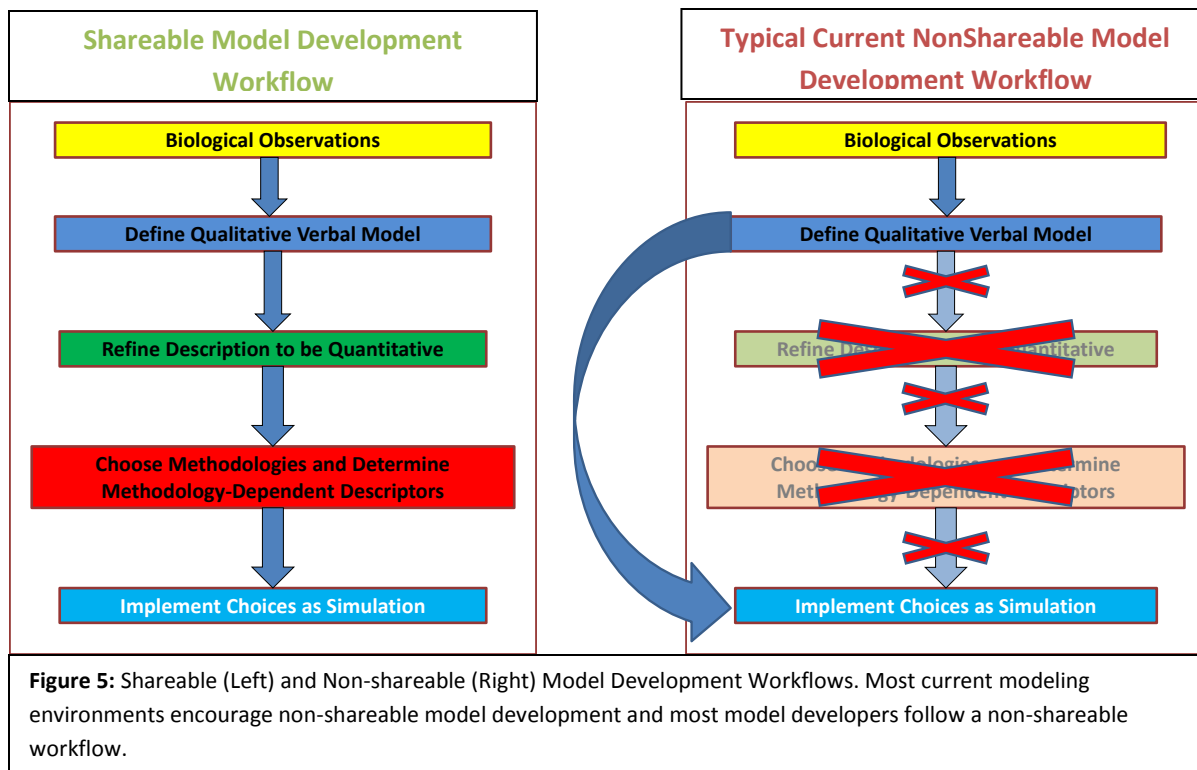 Shareable Model Development
Workflow
Biological Observations
Define Qualitative Verbal Model
Refine Description to be Quantitative
Choose Methodologies and Determine
Methodology-Dependent Descriptors
Implement Choices as Simulation
Typical Current NonShareable Model
Development Workflow
Biological Observations
Define Qualitative Verbal Model
Refine Quantitative
Choose
Implement Choices as Simulation
Figure 5: Shareable (Left) and Non-shareable (Right) Model Development Workflows. Most current modeling
environments encourage non-shareable model development and most model developers follow a non-shareable
workflow.